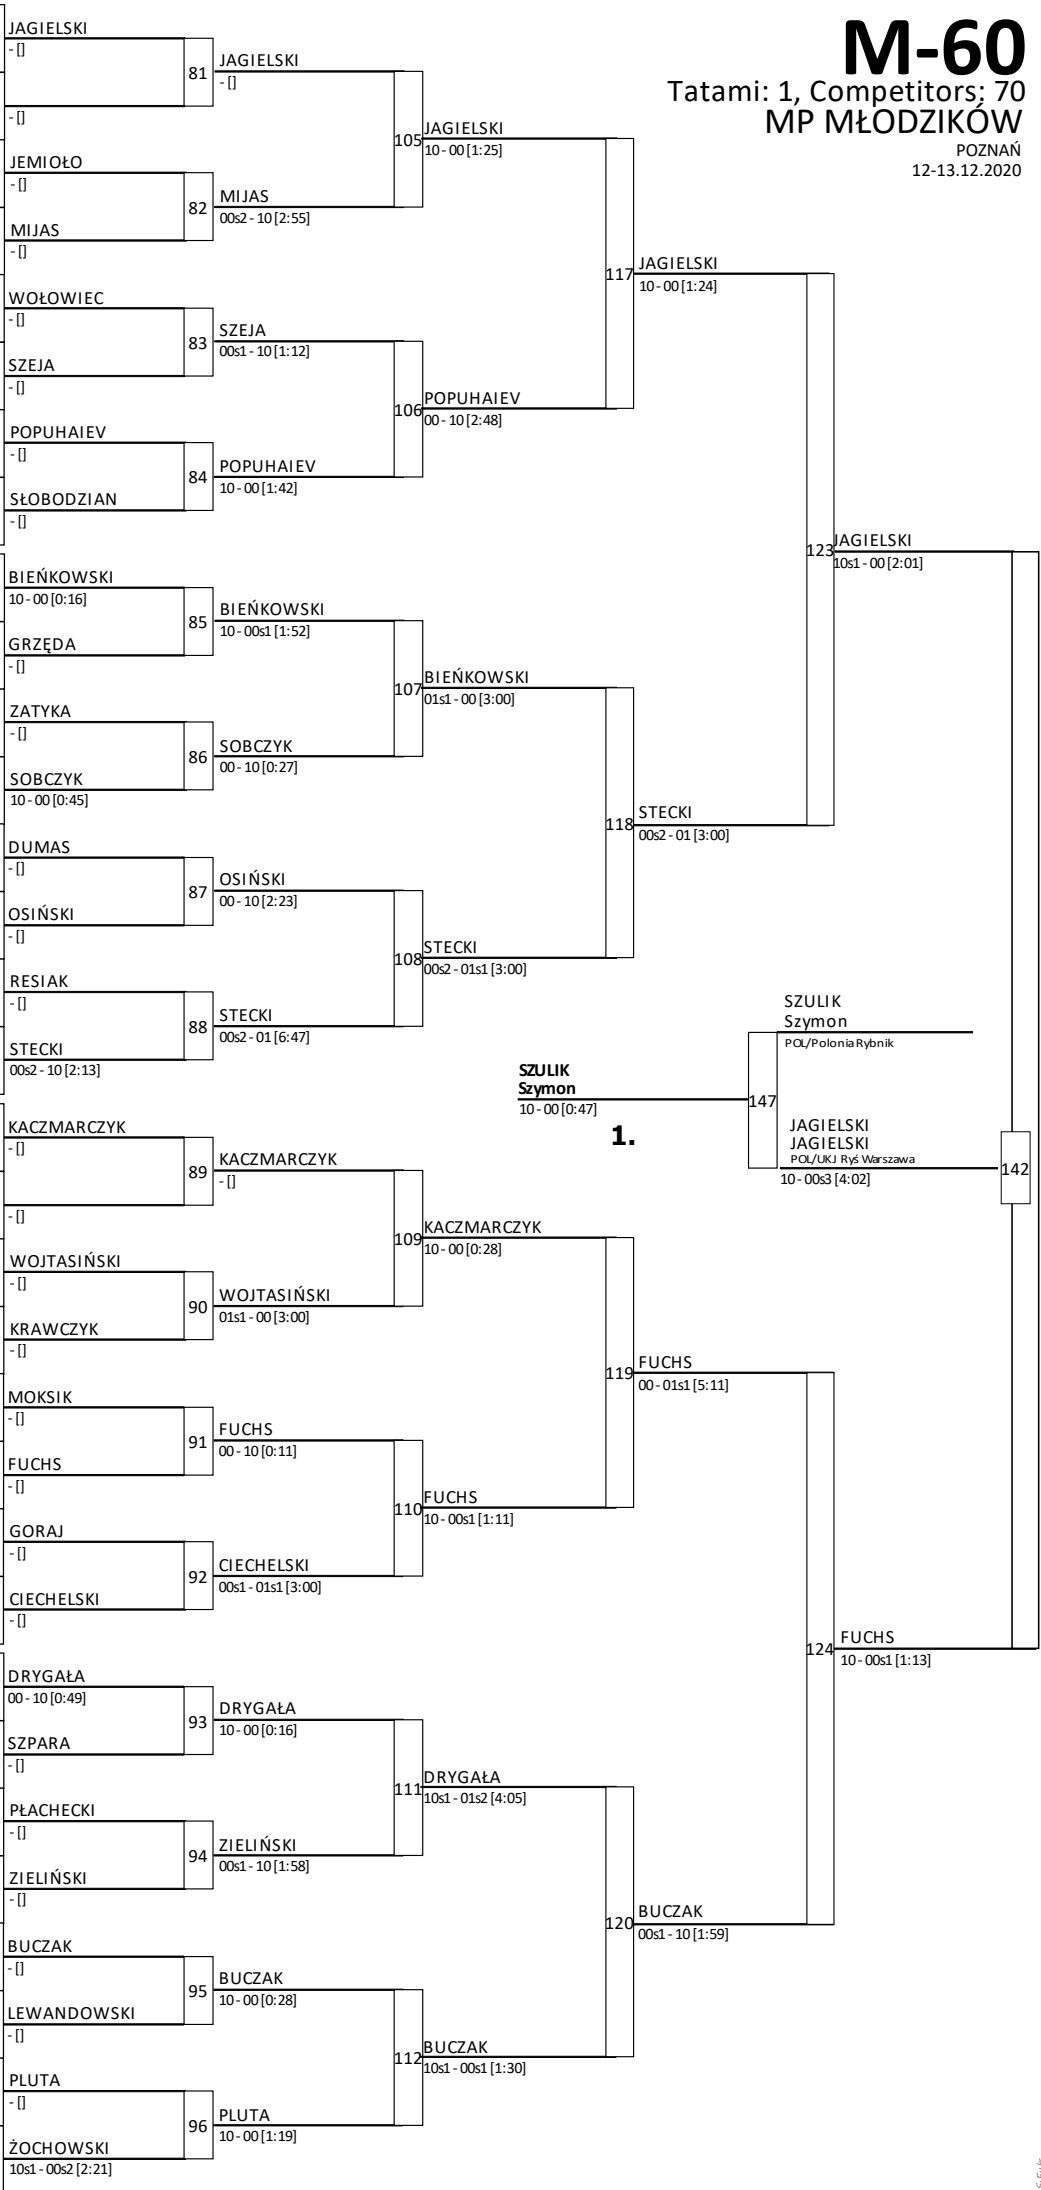 M-60
Tatami: 1, Competitors: 70
MP MŁODZIKÓW
POZNAŃ
12-13.12.2020
JAGIELSKI
- []
81
- []
JAGIELSKI
- []
JEMIOŁO
- []
82
MIJAS
- []
MIJAS
00s2 - 10 [2:55]
105
JAGIELSKI
10 - 00 [1:25]
WOŁOWIEC
- []
83
SZEJA
- []
SZEJA
00s1 - 10 [1:12]
POPUHAIEV
- []
84
SŁOBODZIAN
- []
POPUHAIEV
10 - 00 [1:42]
106
POPUHAIEV
00 - 10 [2:48]
117
JAGIELSKI
10 - 00 [1:24]
BIEŃKOWSKI
10 - 00 [0:16]
85
GRZĘDA
- []
BIEŃKOWSKI
10 - 00s1 [1:52]
ZATYKA
- []
86
SOBCZYK
10 - 00 [0:45]
SOBCZYK
00 - 10 [0:27]
107
BIEŃKOWSKI
01s1 - 00 [3:00]
DUMAS
- []
87
OSIŃSKI
- []
OSIŃSKI
00 - 10 [2:23]
RESIAK
- []
88
STECKI
00s2 - 10 [2:13]
STECKI
00s2 - 01 [6:47]
108
STECKI
00s2 - 01s1 [3:00]
118
STECKI
00s2 - 01 [3:00]
123
JAGIELSKI
10s1 - 00 [2:01]
SZULIK
Szymon
POL/Polonia Rybnik
SZULIK
Szymon
10 - 00 [0:47]
147
1.
JAGIELSKI
JAGIELSKI
POL/UKJ Ryś Warszawa
10 - 00s3 [4:02]
142
KACZMARCZYK
- []
89
- []
KACZMARCZYK
- []
WOJTASIŃSKI
- []
90
KRAWCZYK
- []
WOJTASIŃSKI
01s1 - 00 [3:00]
109
KACZMARCZYK
10 - 00 [0:28]
MOKSIK
- []
91
FUCHS
- []
FUCHS
00 - 10 [0:11]
GORAJ
- []
92
CIECHELSKI
- []
CIECHELSKI
00s1 - 01s1 [3:00]
110
FUCHS
10 - 00s1 [1:11]
119
FUCHS
00 - 01s1 [5:11]
DRYGAŁA
00 - 10 [0:49]
93
SZPARA
- []
DRYGAŁA
10 - 00 [0:16]
PŁACHECKI
- []
94
ZIELIŃSKI
- []
ZIELIŃSKI
00s1 - 10 [1:58]
111
DRYGAŁA
10s1 - 01s2 [4:05]
BUCZAK
- []
95
LEWANDOWSKI
- []
BUCZAK
10 - 00 [0:28]
PLUTA
- []
96
ŻOCHOWSKI
10s1 - 00s2 [2:21]
PLUTA
10 - 00 [1:19]
112
BUCZAK
10s1 - 00s1 [1:30]
120
BUCZAK
00s1 - 10 [1:59]
124
FUCHS
10 - 00s1 [1:13]